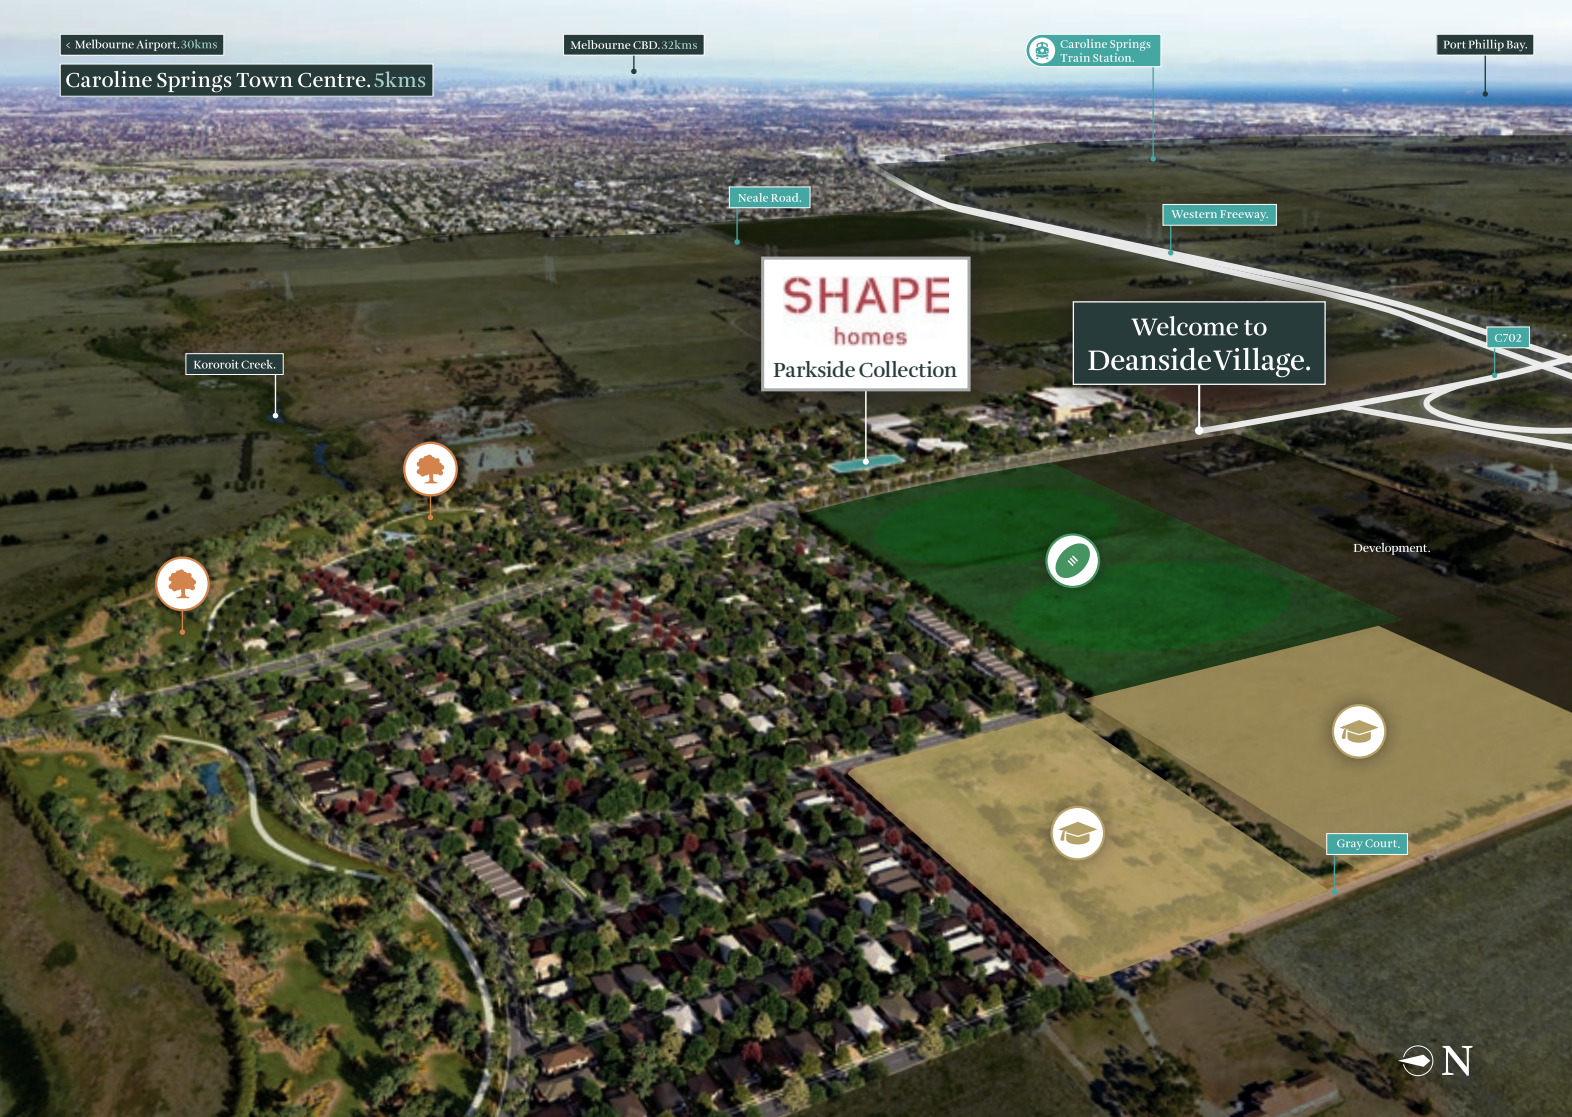 < Melbourne Airport. 30kms
Melbourne CBD. 32kms
Caroline Springs
Train Station.
Port Phillip Bay.
Caroline Springs Town Centre. 5kms
Neale Road.
Western Freeway.
SHAPE
homes
Parkside Collection
Welcome to
Deanside Village.
C702
Kororoit Creek.
Development.
Gray Court.
N